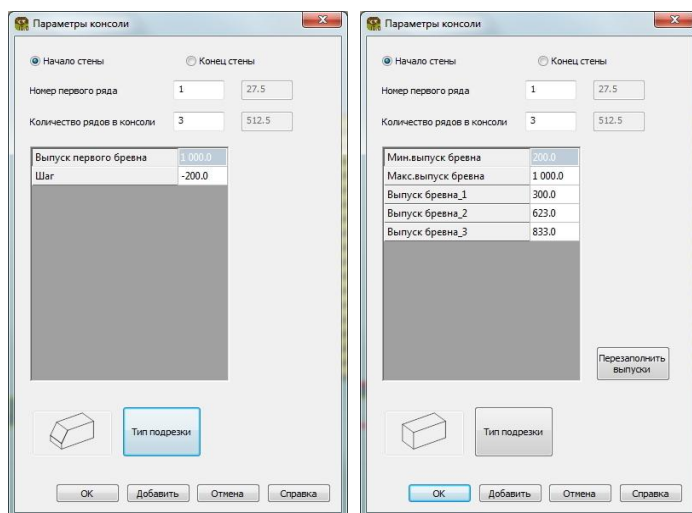 Параметры консоли
Начало стены Конец стены
Номер первого ряда 1 27.5
Количество рядов в консоли 3 512.5
Выпуск первого бревна 1 000.0
Шаг -200.0
Тип подрезки
ОК Добавить Отмена Справка
Параметры консоли
Начало стены Конец стены
Номер первого ряда 1 27.5
Количество рядов в консоли 3 512.5
Мин.выпуск бревна 200.0
Макс.выпуск бревна 1 000.0
Выпуск бревна_1 300.0
Выпуск бревна_2 623.0
Выпуск бревна_3 833.0
Перезаполнить
выпуски
Тип подрезки
ОК Добавить Отмена Справка